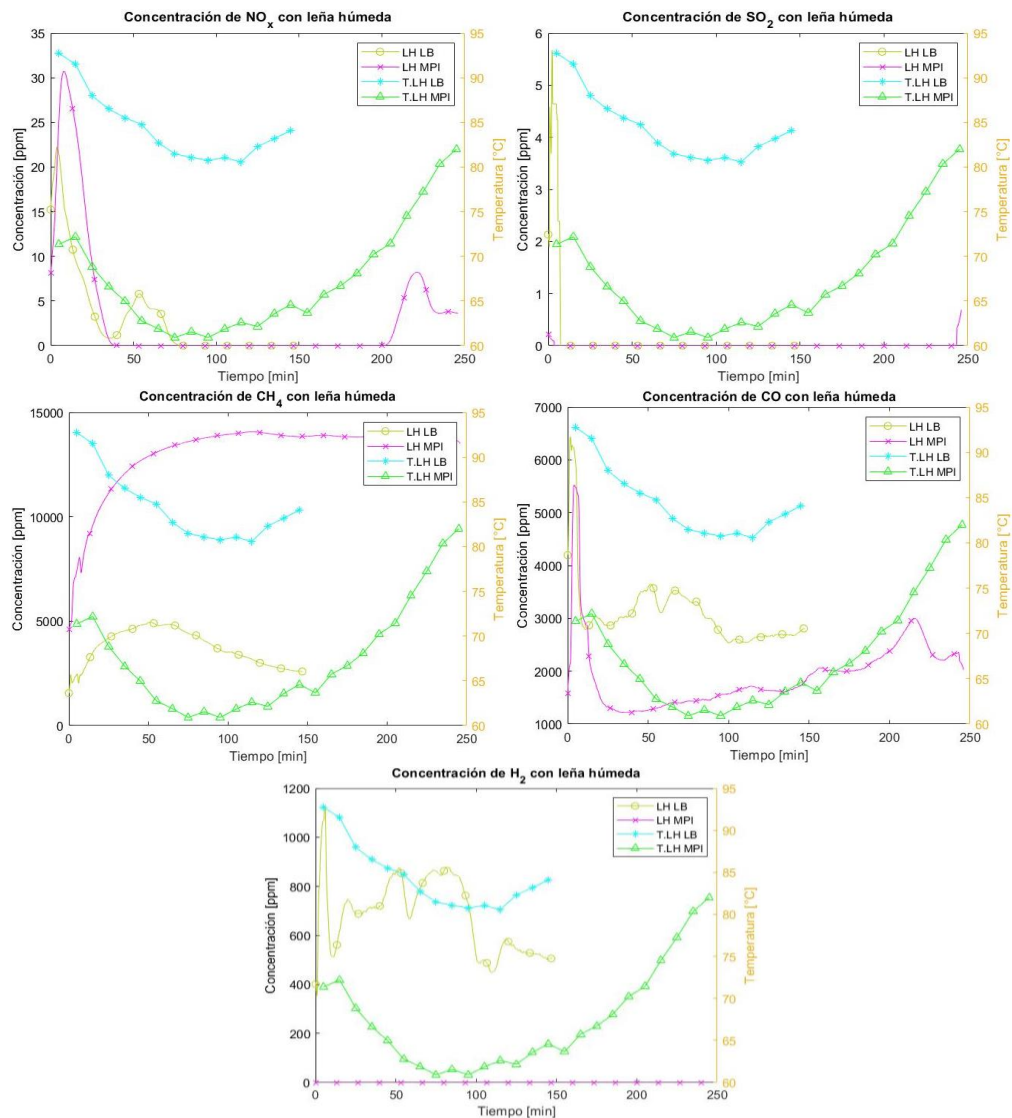 Concentración de NOx con leña húmeda
35
30
25
20
15
10
5
0
Concentración [ppm]
95
90
85
80
75
70
65
60
Temperatura [°C]
LH LB
LH MPI
T.LH LB
T.LH MPI
0 50 100 150 200 250
Tiempo [min]
Concentración de SO2 con leña húmeda
6
5
4
3
2
1
0
Concentración [ppm]
95
90
85
80
75
70
65
60
Temperatura [°C]
LH LB
LH MPI
T.LH LB
T.LH MPI
0 50 100 150 200 250
Tiempo [min]
Concentración de CH4 con leña húmeda
15000
10000
5000
0
Concentración [ppm]
95
90
85
80
75
70
65
60
Temperatura [°C]
LH LB
LH MPI
T.LH LB
T.LH MPI
0 50 100 150 200 250
Tiempo [min]
Concentración de CO con leña húmeda
7000
6000
5000
4000
3000
2000
1000
Concentración [ppm]
95
90
85
80
75
70
65
60
Temperatura [°C]
LH LB
LH MPI
T.LH LB
T.LH MPI
0 50 100 150 200 250
Tiempo [min]
Concentración de H2 con leña húmeda
1200
1000
800
600
400
200
0
Concentración [ppm]
95
90
85
80
75
70
65
60
Temperatura [°C]
LH LB
LH MPI
T.LH LB
T.LH MPI
0 50 100 150 200 250
Tiempo [min]